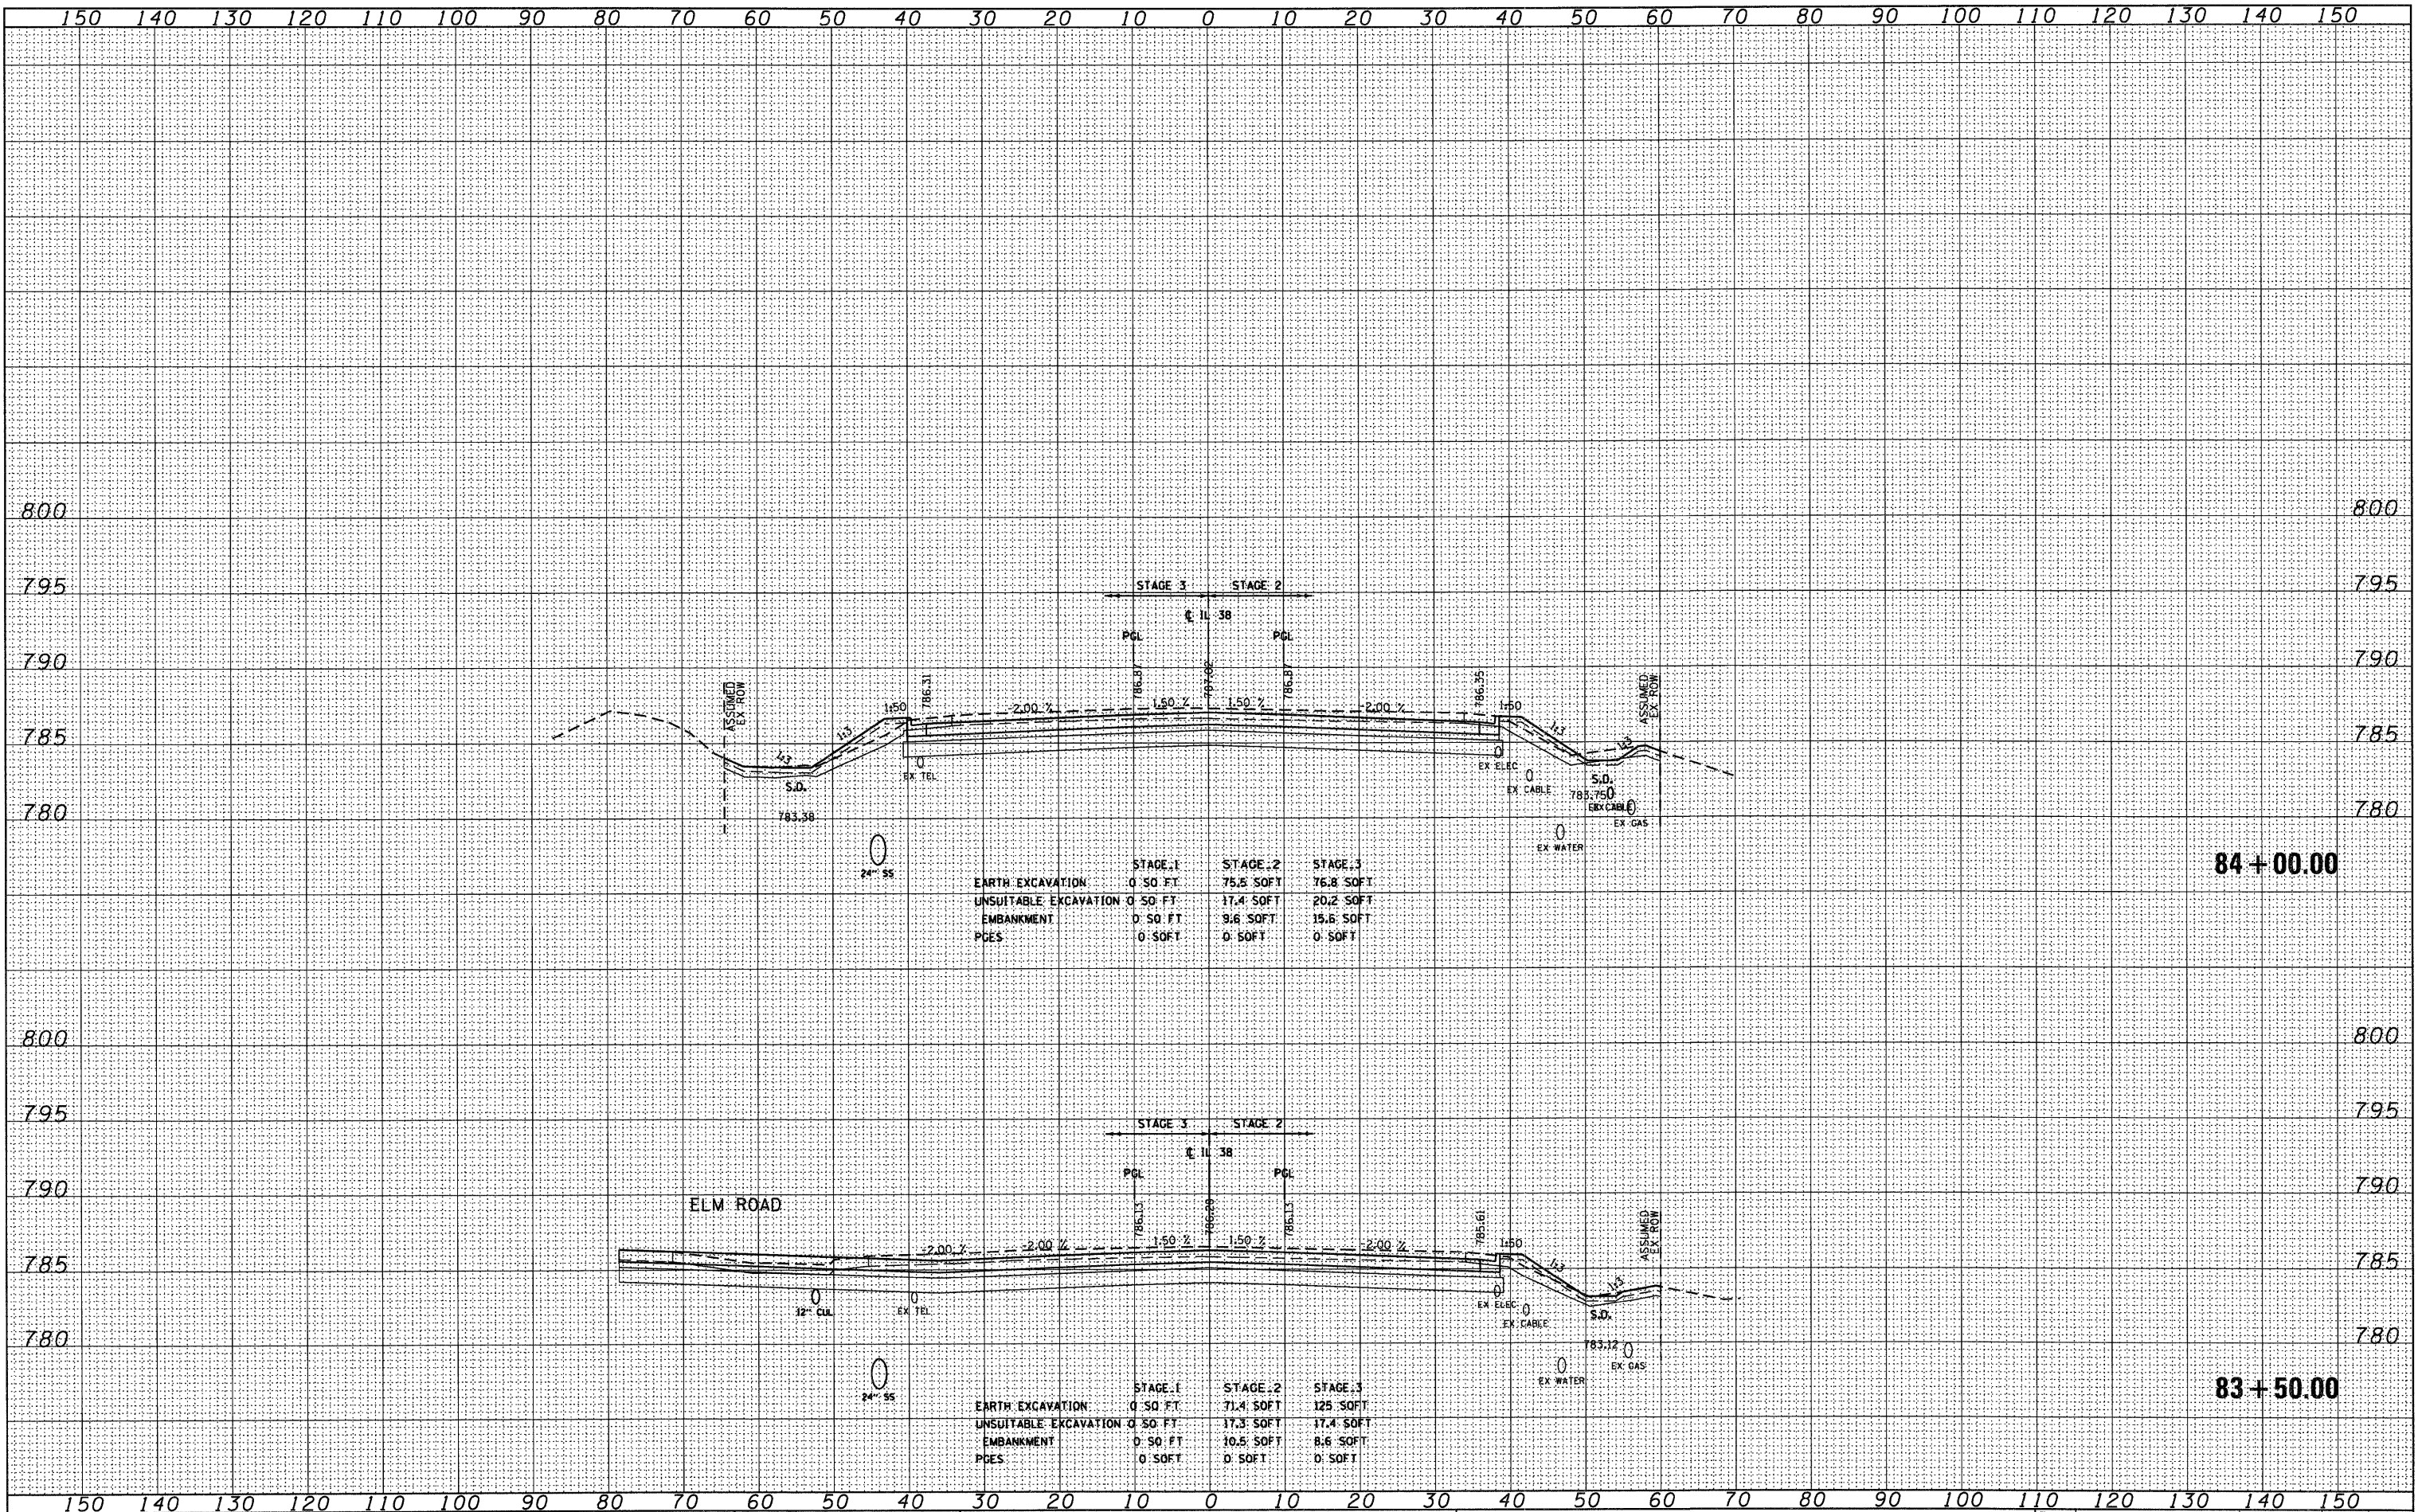 150 140 130 120 110 100 90 80 70 60 50 40 30 20 10 0 10 20 30 40 50 60 70 80 90 100 110 120 130 140 150
800 800
795 795
STAGE 3 STAGE 2
℄ IL 38
PGL PGL
790 790
ASSUMED EX ROW
786.31
786.87
787.02
786.87
786.35
ASSUMED EX ROW
1:50 -2.00 % 1.50 % 1.50 % -2.00 % 1:50
785 785
1:3 1:3 1:3 1:3
EX TEL EX ELEC
S.D. EX CABLE S.D.
783.75
EX CABLE
780 780
783.38 EX GAS
EX WATER
24" SS
84+00.00
STAGE 1 STAGE 2 STAGE 3
EARTH EXCAVATION 0 SQ FT 75.5 SQFT 76.8 SQFT
UNSUITABLE EXCAVATION 0 SQ FT 17.4 SQFT 20.2 SQFT
EMBANKMENT 0 SQ FT 9.6 SQFT 15.6 SQFT
PGES 0 SQFT 0 SQFT 0 SQFT
800 800
795 795
STAGE 3 STAGE 2
℄ IL 38
PGL PGL
790 790
ELM ROAD
786.13
786.28
786.13
785.61
ASSUMED EX ROW
-2.00 % -2.00 % 1.50 % 1.50 % -2.00 % 1:50
785 785
1:3 1:3
12" CUL EX TEL EX ELEC
EX CABLE S.D.
780 780
783.12
EX GAS
EX WATER
24" SS
83+50.00
STAGE 1 STAGE 2 STAGE 3
EARTH EXCAVATION 0 SQ FT 71.4 SQFT 125 SQFT
UNSUITABLE EXCAVATION 0 SQ FT 17.3 SQFT 17.4 SQFT
EMBANKMENT 0 SQ FT 10.5 SQFT 8.6 SQFT
PGES 0 SQFT 0 SQFT 0 SQFT
150 140 130 120 110 100 90 80 70 60 50 40 30 20 10 0 10 20 30 40 50 60 70 80 90 100 110 120 130 140 150